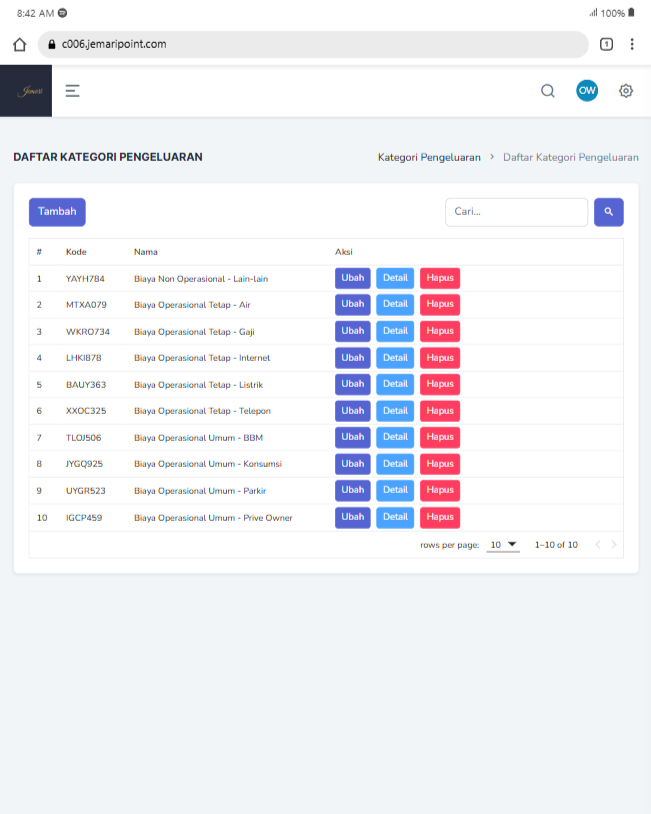 8:42 AM
100%
c006.jemaripoint.com
1
Jemari
OW
DAFTAR KATEGORI PENGELUARAN
Kategori Pengeluaran > Daftar Kategori Pengeluaran
Tambah
Cari...
# Kode Nama Aksi
1 YAYH784 Biaya Non Operasional - Lain-lain Ubah Detail Hapus
2 MTXA079 Biaya Operasional Tetap - Air Ubah Detail Hapus
3 WKRO734 Biaya Operasional Tetap - Gaji Ubah Detail Hapus
4 LHKI878 Biaya Operasional Tetap - Internet Ubah Detail Hapus
5 BAUY363 Biaya Operasional Tetap - Listrik Ubah Detail Hapus
6 XXOC325 Biaya Operasional Tetap - Telepon Ubah Detail Hapus
7 TLOJ506 Biaya Operasional Umum - BBM Ubah Detail Hapus
8 JYGQ925 Biaya Operasional Umum - Konsumsi Ubah Detail Hapus
9 UYGR523 Biaya Operasional Umum - Parkir Ubah Detail Hapus
10 IGCP459 Biaya Operasional Umum - Prive Owner Ubah Detail Hapus
rows per page: 10 1–10 of 10